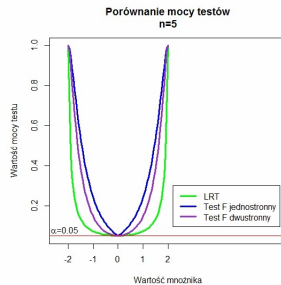 Porównanie mocy testów
n=5
Wartość mocy testu
1.0
0.8
0.6
0.4
0.2
α=0.05
LRT
Test F jednostronny
Test F dwustronny
-2 -1 0 1 2
Wartość mnożnika